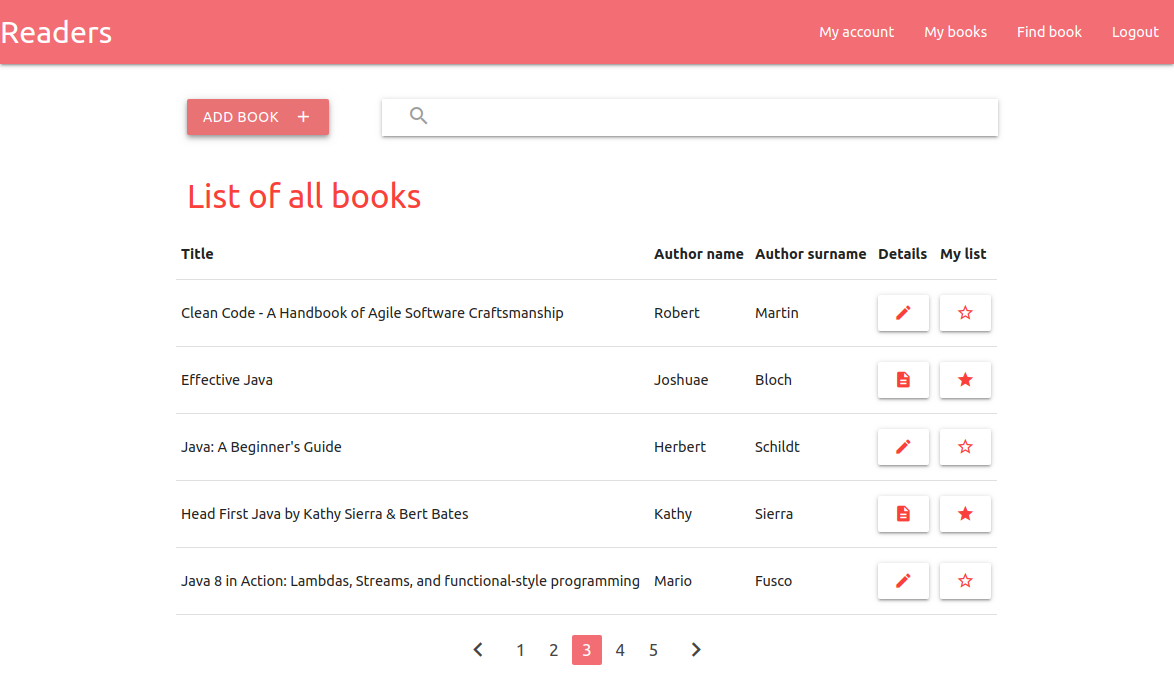 Readers My account My books Find book Logout
ADD BOOK +
List of all books
Title Author name Author surname Details My list
Clean Code - A Handbook of Agile Software Craftsmanship Robert Martin
Effective Java Joshuae Bloch
Java: A Beginner's Guide Herbert Schildt
Head First Java by Kathy Sierra & Bert Bates Kathy Sierra
Java 8 in Action: Lambdas, Streams, and functional-style programming Mario Fusco
1 2 3 4 5